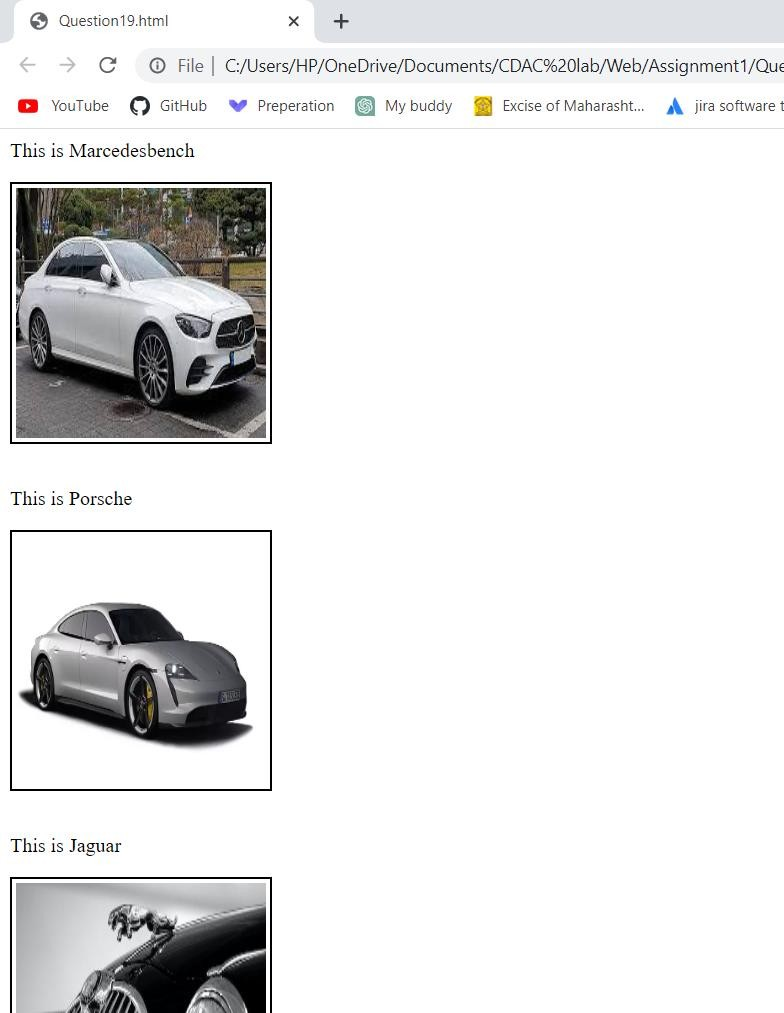 Question19.html
File | C:/Users/HP/OneDrive/Documents/CDAC%20lab/Web/Assignment1/Que
YouTube GitHub Preperation My buddy Excise of Maharasht... jira software t
This is Marcedesbench
This is Porsche
This is Jaguar